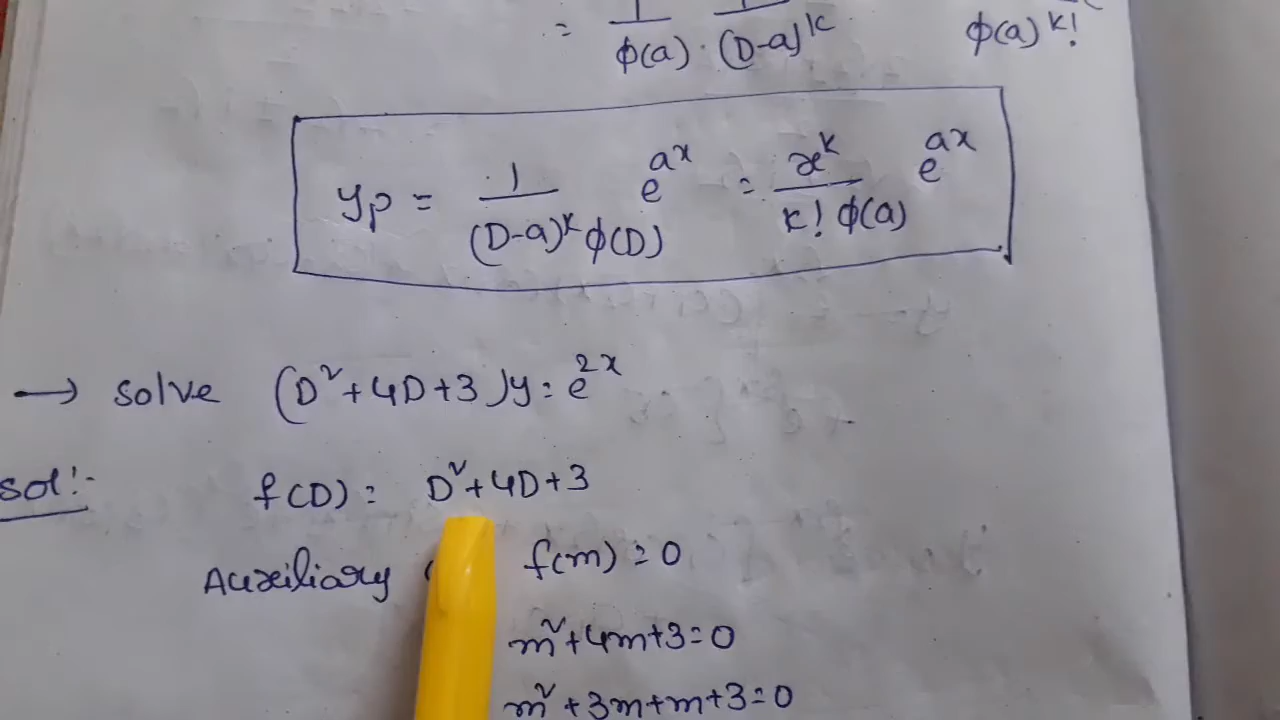 = 1/ϕ(a) · 1/(D-a)^k
ϕ(a) k!
yp = 1/((D-a)^k ϕ(D)) e^(ax) = x^k/(k! ϕ(a)) e^(ax)
→ solve (D²+4D+3)y = e^(2x)
Sol:- f(D) = D²+4D+3
Auxiliary f(m) = 0
m²+4m+3=0
m²+3m+m+3=0